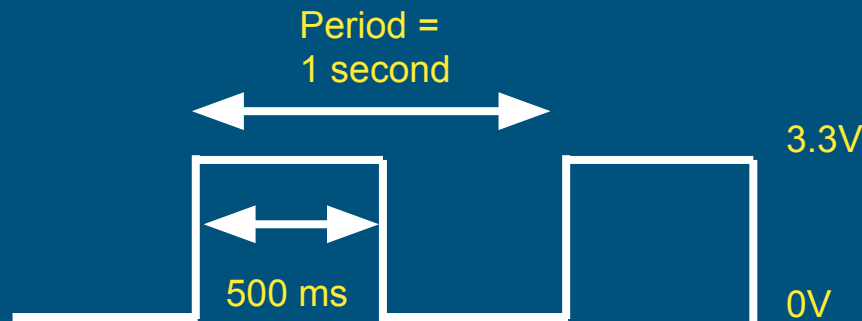 Period =
1 second
3.3V
500 ms
0V